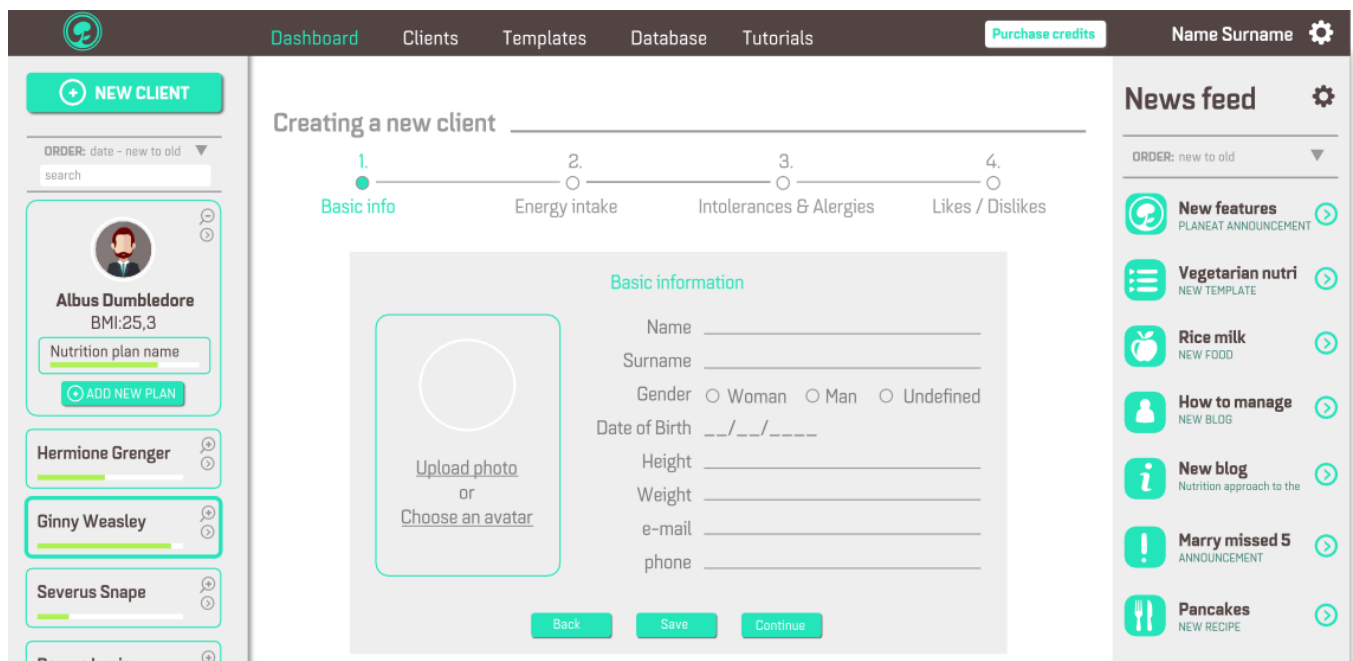 Dashboard Clients Templates Database Tutorials Purchase credits Name Surname
NEW CLIENT
ORDER: date - new to old
search
Albus Dumbledore
BMI:25,3
Nutrition plan name
ADD NEW PLAN
Hermione Grenger
Ginny Weasley
Severus Snape
Creating a new client
1. 2. 3. 4.
Basic info Energy intake Intolerances & Alergies Likes / Dislikes
Basic information
Upload photo
or
Choose an avatar
Name
Surname
Gender Woman Man Undefined
Date of Birth __/__/____
Height
Weight
e-mail
phone
Back Save Continue
News feed
ORDER: new to old
New features
PLANEAT ANNOUNCEMENT
Vegetarian nutri
NEW TEMPLATE
Rice milk
NEW FOOD
How to manage
NEW BLOG
New blog
Nutrition approach to the
Marry missed 5
ANNOUNCEMENT
Pancakes
NEW RECIPE